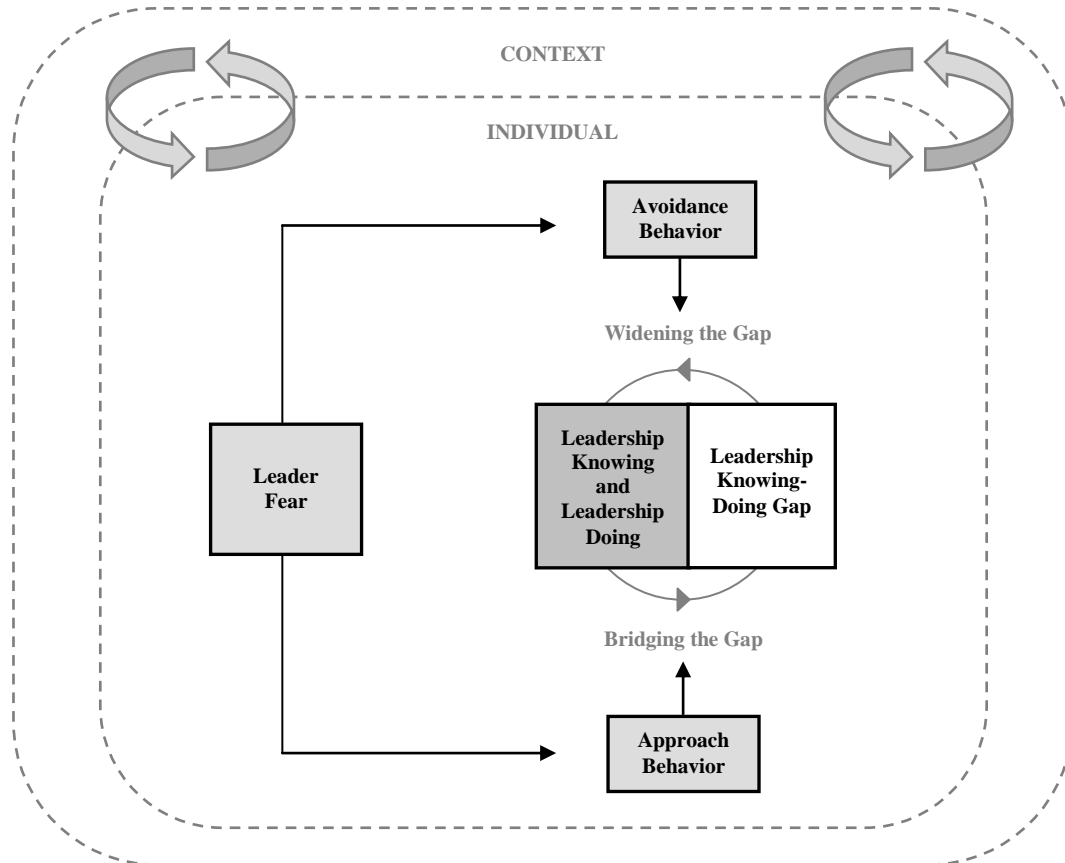 CONTEXT
INDIVIDUAL
Avoidance
Behavior
Widening the Gap
Leader
Fear
Leadership
Knowing
and
Leadership
Doing
Leadership
Knowing-
Doing Gap
Bridging the Gap
Approach
Behavior